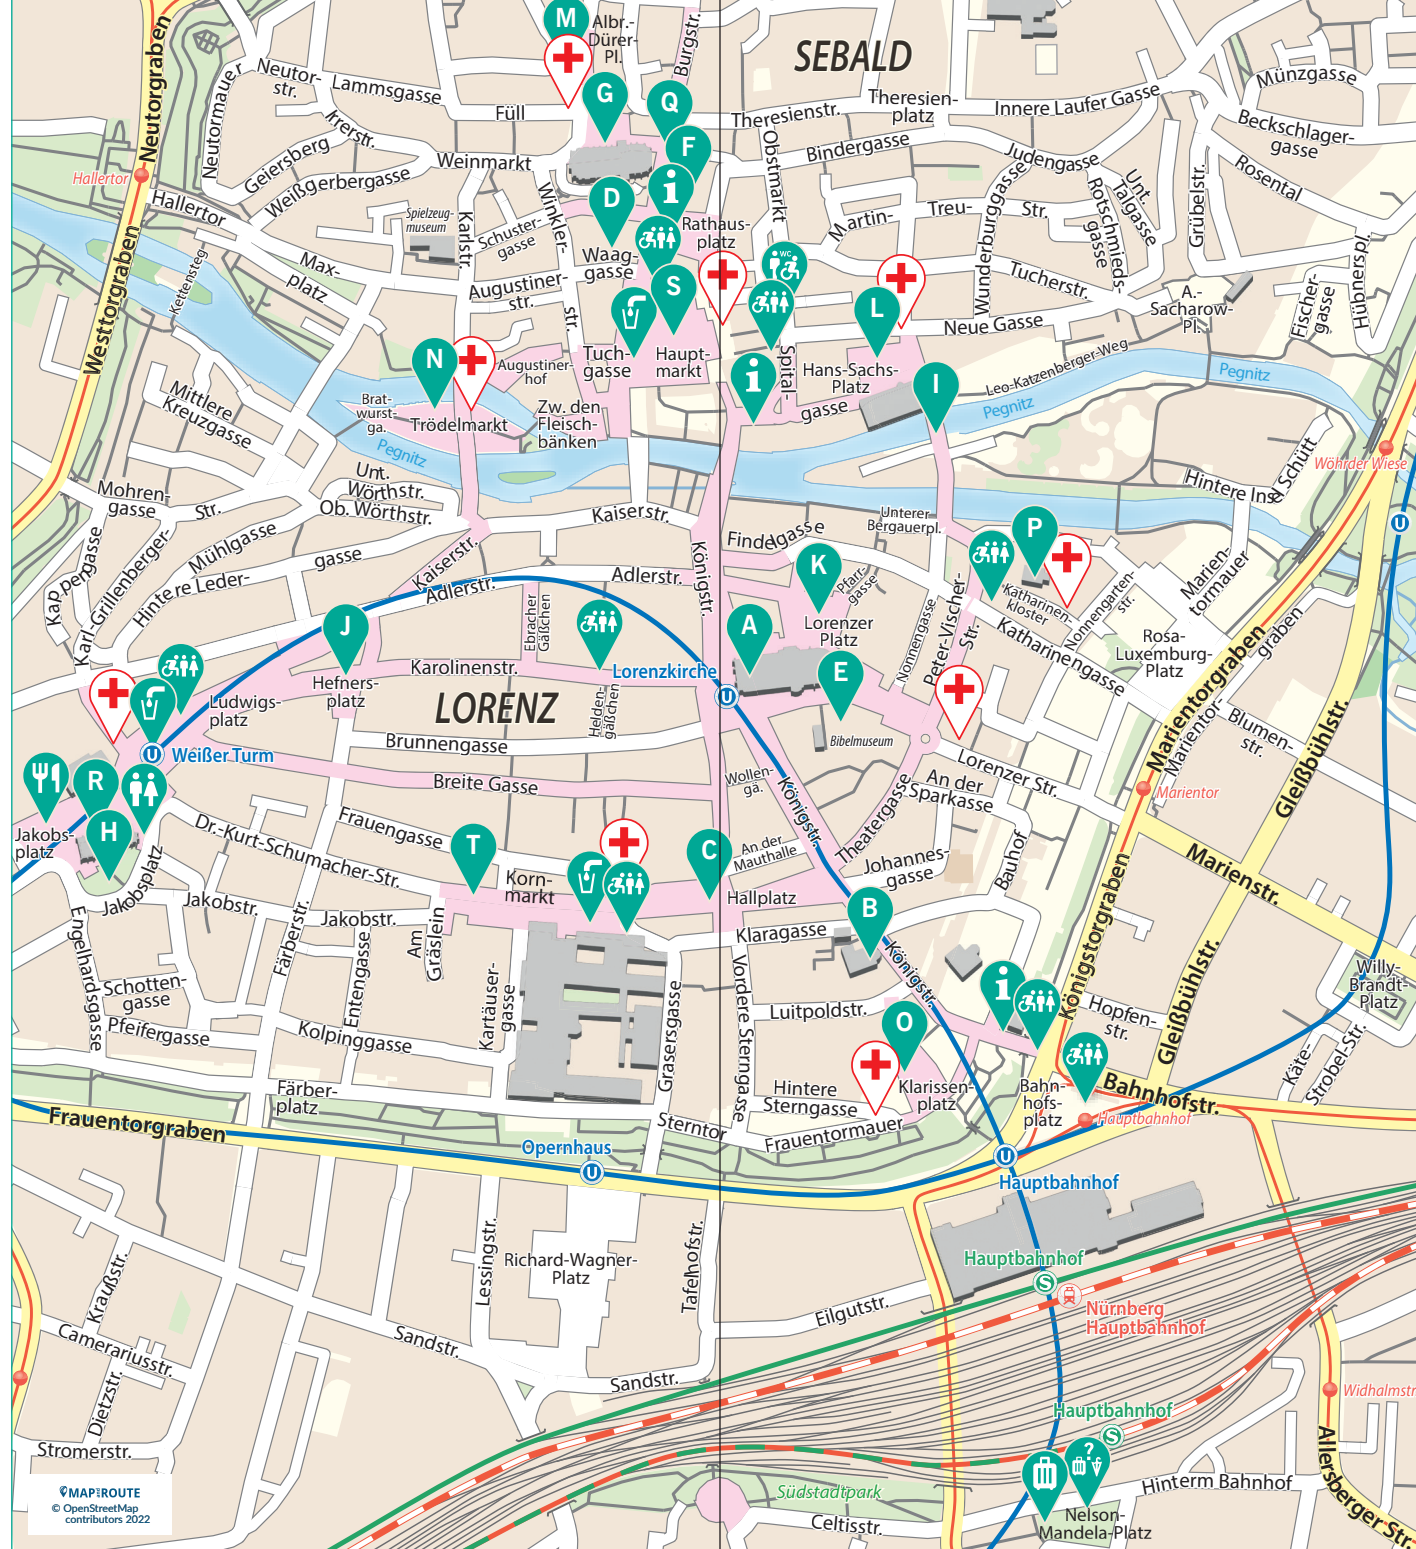 M
Albr.-
Dürer-
Pl.
Burgstr.
SEBALD
Neutorgraben
Neutormauer
Neutor-
str.
Lammsgasse
Füll
G
Q
F
Theresienstr.
Theresien-
platz
Innere Laufer Gasse
Münzgasse
Beckschlager-
gasse
Krerstr.
Geiersberg
Weißgerbergasse
Weinmarkt
Obstmarkt
Bindergasse
Judengasse
Rosental
Hallertor
Hallertor
Winkler-
str.
D
i
Rathaus-
platz
Martin-
Treu-
Str.
Wunderburggasse
Rotschmieds-
gasse
Unt.
Talgasse
Grübelstr.
Spielzeug-
museum
Karlstr.
Schuster-
gasse
Waag-
gasse
Westtorgraben
Kettensteg
Max-
platz
Augustiner-
str.
S
WC
L
Tucherstr.
A.-
Sacharow-
Pl.
Fischer-
gasse
Hübnerspl.
Neue Gasse
N
Augustiner-
hof
Tuch-
gasse
Haupt-
markt
i
Spital-
gasse
Hans-Sachs-
Platz
I
Leo-Katzenberger-Weg
Pegnitz
Pegnitz
Mittlere
Kreuzgasse
Brat-
wurst-
ga.
Trödelmarkt
Zw. den
Fleisch-
bänken
Pegnitz
Wöhrder Wiese
Mohren-
gasse
Str.
Unt.
Wörthstr.
Ob. Wörthstr.
Kaiserstr.
Hintere Ins
Schütt
Unterer
Bergauerpl.
U
Kap
pengasse
Karl-Grillenberger-
Mühlgasse
Hintere Leder-
gasse
Kaiserstr.
Adlerstr.
Adlerstr.
Königstr.
Findelgasse
K
Pfarr-
gasse
P
Katharinen-
kloster
Nonnengarten-
str.
Marien-
tormauer
J
Ebracher
Gäßchen
A
Lorenzer
Platz
Nonnengasse
Peter-Vischer-
Str.
Katharinengasse
Rosa-
Luxemburg-
Platz
graben
Hefners-
platz
Karolinenstr.
Lorenzkirche
U
E
Marientorgraben
Marientor-
Ludwigs-
platz
LORENZ
Helden-
gäßchen
Bibelmuseum
Blumen-
str.
U
Weißer Turm
Brunnengasse
Breite Gasse
Wollen-
ga.
Königstr.
Lorenzer Str.
An der
Sparkasse
Marientor
Gleißbühlstr.
R
H
Jakobs-
platz
Jakobsplatz
Frauengasse
Dr.-Kurt-Schumacher-Str.
T
C
An der
Mauthalle
Theatergasse
Johannes-
gasse
Bauhof
Marienstr.
Korn-
markt
Hallplatz
B
Jakobstr.
Jakobstr.
Klaragasse
Königstr.
Königstorgraben
Engelhardsgasse
Färberstr.
Entengasse
Am
Gräslein
Schotten-
gasse
Kartäuser-
gasse
Vordere Sterngasse
Luitpoldstr.
i
Hopfen-
str.
Gleißbühlstr.
Willy-
Brandt-
Platz
Pfeifergasse
Kolpinggasse
Grasersgasse
O
Käte-
Strobel-Str.
Färber-
platz
Hintere
Sterngasse
Klarissen-
platz
Bahn-
hofs-
platz
Bahnhofstr.
Hauptbahnhof
Frauentorgraben
Sterntor
Frauentormauer
Opernhaus
U
U
Hauptbahnhof
Richard-Wagner-
Platz
Lessingstr.
Tafelhofstr.
Hauptbahnhof
S
Nürnberg
Hauptbahnhof
Eilgutstr.
Kraußstr.
Camerariusstr.
Sandstr.
Sandstr.
Dietzstr.
Widhalmstr
Hauptbahnhof
S
Stromerstr.
Allersberger Str.
?
Südstadtpark
Hinterm Bahnhof
Celtisstr.
Nelson-
Mandela-Platz
MAP ROUTE
© OpenStreetMap
contributors 2022